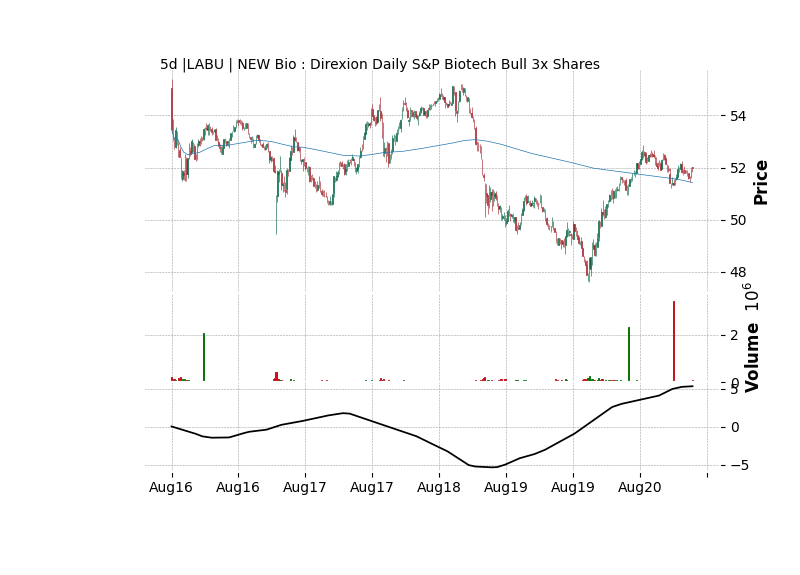 5d |LABU | NEW Bio : Direxion Daily S&P Biotech Bull 3x Shares
54
52
50
48
Price
2
0
Volume 10^6
5
0
−5
Aug16 Aug16 Aug17 Aug17 Aug18 Aug19 Aug19 Aug20